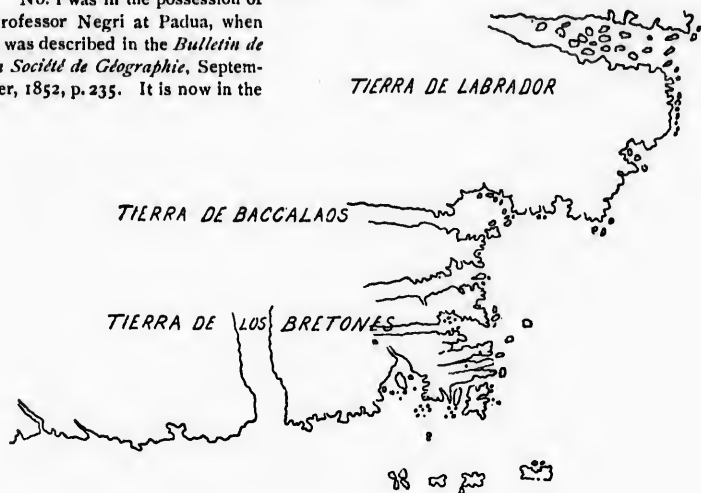 No. 1 was in the possession of
rofessor Negri at Padua, when
was described in the Bulletin de
Société de Géographie, Septem-
er, 1852, p. 235. It is now in the
TIERRA DE LABRADOR
TIERRA DE BACCALAOS
TIERRA DE LOS BRETONES